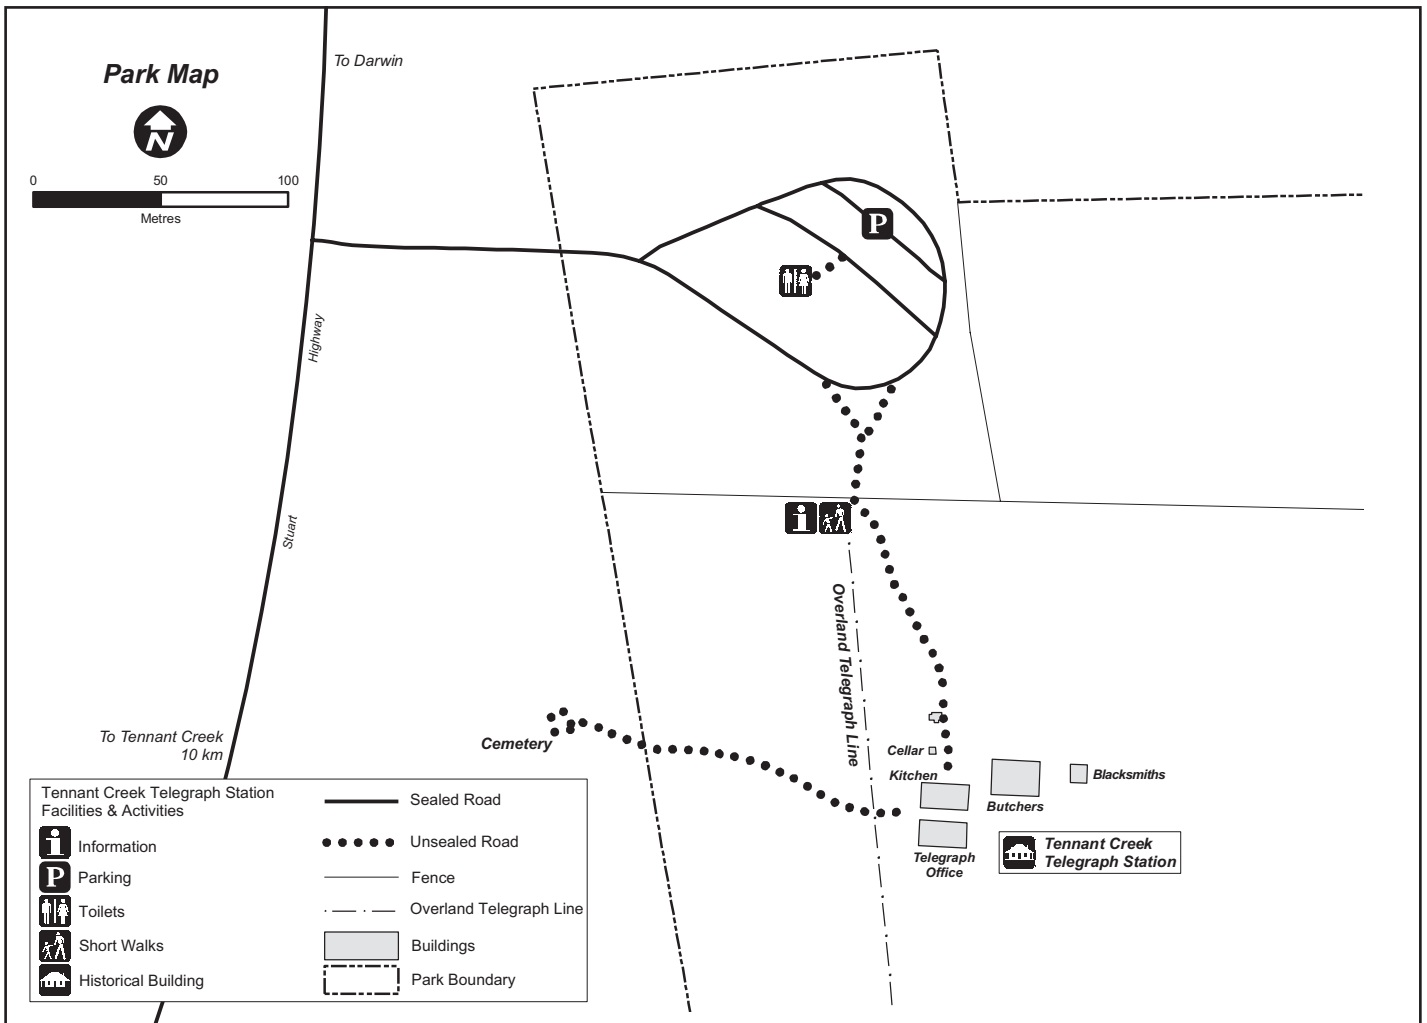 Park Map
N
0 50 100
Metres
To Darwin
Highway
Stuart
P
i
Overland Telegraph Line
To Tennant Creek
10 km
Cemetery
Cellar
Kitchen
Butchers
Blacksmiths
Telegraph
Office
Tennant Creek
Telegraph Station
Tennant Creek Telegraph Station
Facilities & Activities
i Information
P Parking
Toilets
Short Walks
Historical Building
Sealed Road
Unsealed Road
Fence
Overland Telegraph Line
Buildings
Park Boundary